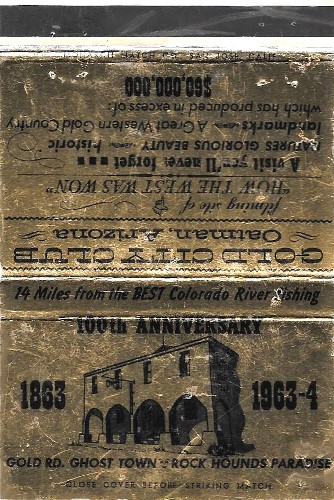 GOLD CITY CLUB
Oatman, Arizona
filming site of
"HOW THE WEST WAS WON"
A visit you'll never forget
NATURES GLORIOUS BEAUTY historic
landmarks A Great Western Gold Country
which has produced in excess of:
$60,000,000
14 Miles from the BEST Colorado River fishing
100th ANNIVERSARY
1863
1963-4
GOLD RD. GHOST TOWN ROCK HOUNDS PARADISE
CLOSE COVER BEFORE STRIKING MATCH